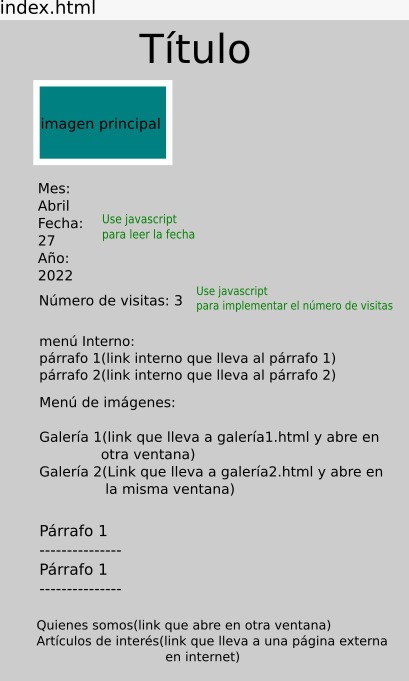 index.html
Título
imagen principal
Mes:
Abril
Fecha:
27
Año:
2022
Use javascript
para leer la fecha
Número de visitas: 3
Use javascript
para implementar el número de visitas
menú Interno:
párrafo 1(link interno que lleva al párrafo 1)
párrafo 2(link interno que lleva al párrafo 2)
Menú de imágenes:
Galería 1(link que lleva a galería1.html y abre en
otra ventana)
Galería 2(Link que lleva a galería2.html y abre en
la misma ventana)
Párrafo 1
---------------
Párrafo 1
---------------
Quienes somos(link que abre en otra ventana)
Artículos de interés(link que lleva a una página externa
en internet)